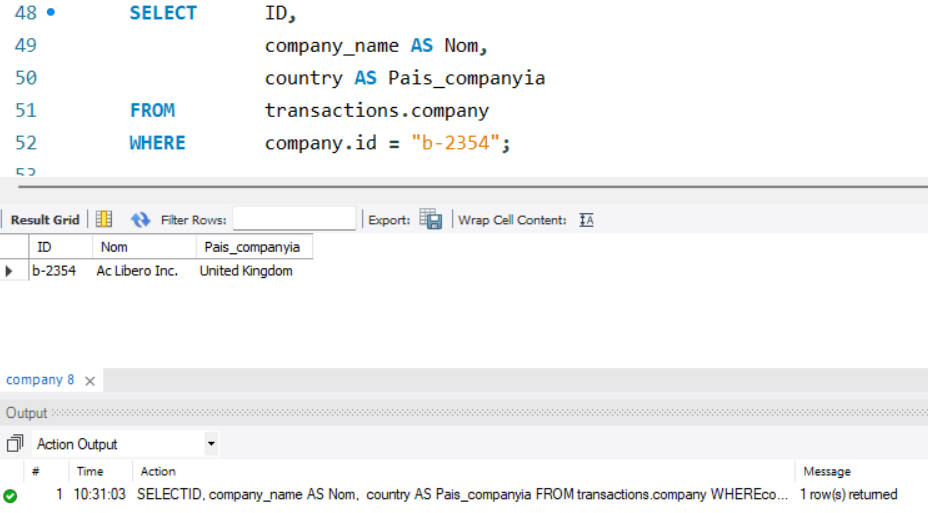 48 SELECT ID,
49 company_name AS Nom,
50 country AS Pais_companyia
51 FROM transactions.company
52 WHERE company.id = "b-2354";
53
Result Grid Filter Rows: Export: Wrap Cell Content: IA
ID Nom Pais_companyia
b-2354 Ac Libero Inc. United Kingdom
company 8
Output
Action Output
# Time Action Message
1 10:31:03 SELECTID, company_name AS Nom, country AS Pais_companyia FROM transactions.company WHEREco... 1 row(s) returned